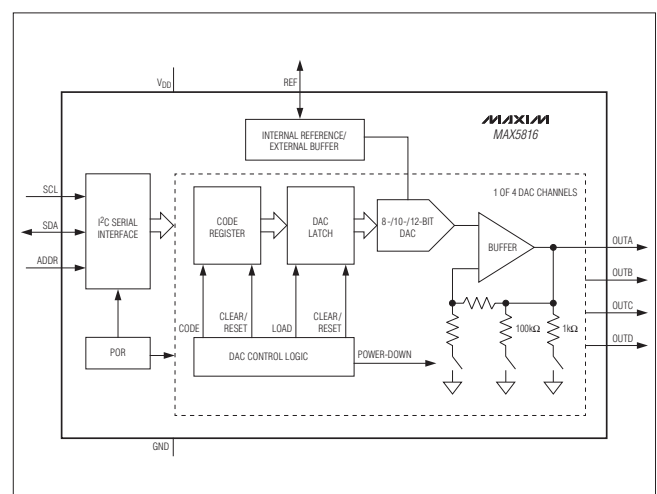 V_DD
REF
MAXIM
MAX5816
INTERNAL REFERENCE/
EXTERNAL BUFFER
1 OF 4 DAC CHANNELS
SCL
SDA
ADDR
I²C SERIAL
INTERFACE
CODE
REGISTER
DAC
LATCH
8-/10-/12-BIT
DAC
BUFFER
OUTA
OUTB
OUTC
OUTD
CODE
CLEAR/
RESET
LOAD
CLEAR/
RESET
100kΩ
1kΩ
POR
DAC CONTROL LOGIC
POWER-DOWN
GND